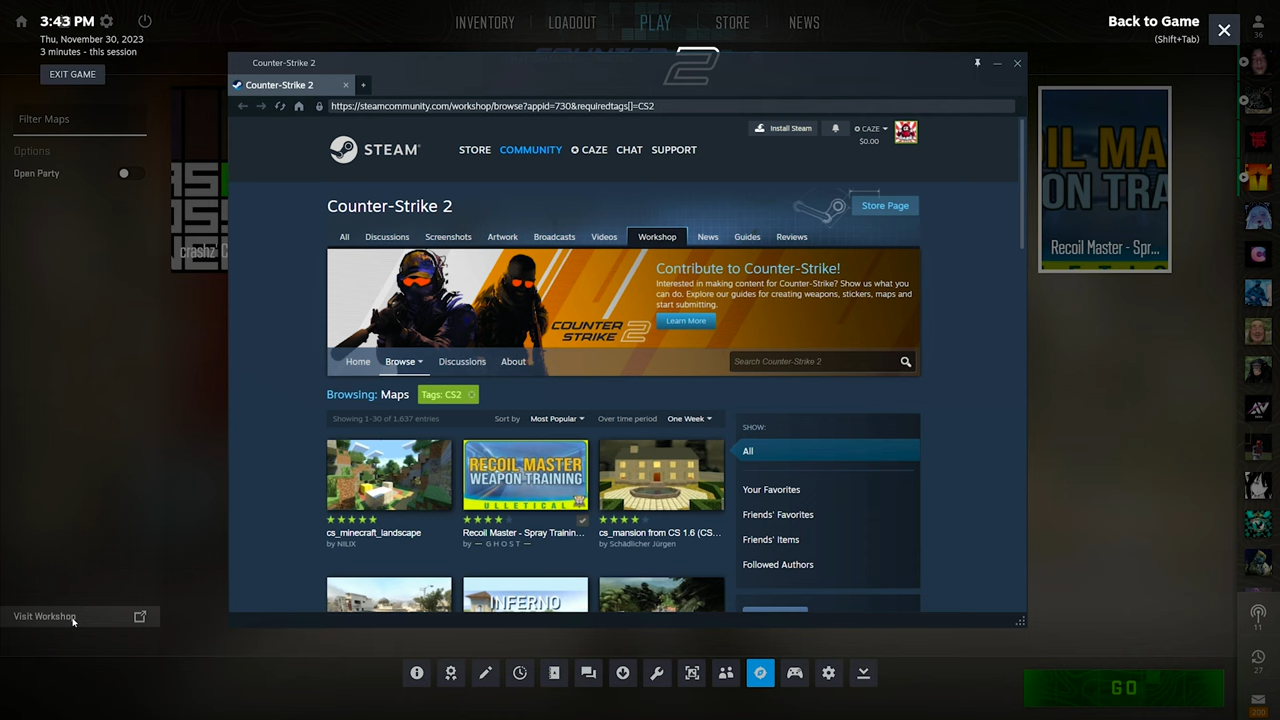 3:43 PM
Thu, November 30, 2023
3 minutes - this session
EXIT GAME
INVENTORY
LOADOUT
PLAY
STORE
NEWS
Back to Game
(Shift+Tab)
36
Filter Maps
Options
Open Party
Visit Workshop
Counter-Strike 2
Counter-Strike 2
https://steamcommunity.com/workshop/browse?appid=730&requiredtags[]=CS2
Install Steam
CAZE
$0.00
STEAM®
STORE
COMMUNITY
CAZE
CHAT
SUPPORT
Counter-Strike 2
Store Page
All
Discussions
Screenshots
Artwork
Broadcasts
Videos
Workshop
News
Guides
Reviews
Contribute to Counter-Strike!
Interested in making content for Counter-Strike? Show us what you
can do. Explore our guides for creating weapons, stickers, maps and
start submitting.
Learn More
COUNTER
STRIKE 2
Home
Browse
Discussions
About
Search Counter-Strike 2
Browsing: Maps
Tags: CS2
Showing 1-30 of 1,637 entries
Sort by
Most Popular
Over time period
One Week
RECOIL MASTER
WEAPON TRAINING
ULLETICAL
cs_minecraft_landscape
by NILIX
Recoil Master - Spray Trainin...
by — G H O S T —
cs_mansion from CS 1.6 (CS...
by Schädlicher Jürgen
INFERNO
SHOW:
All
Your Favorites
Friends' Favorites
Friends' Items
Followed Authors
crashz' C
Recoil Master - Spr...
11
27
200
GO